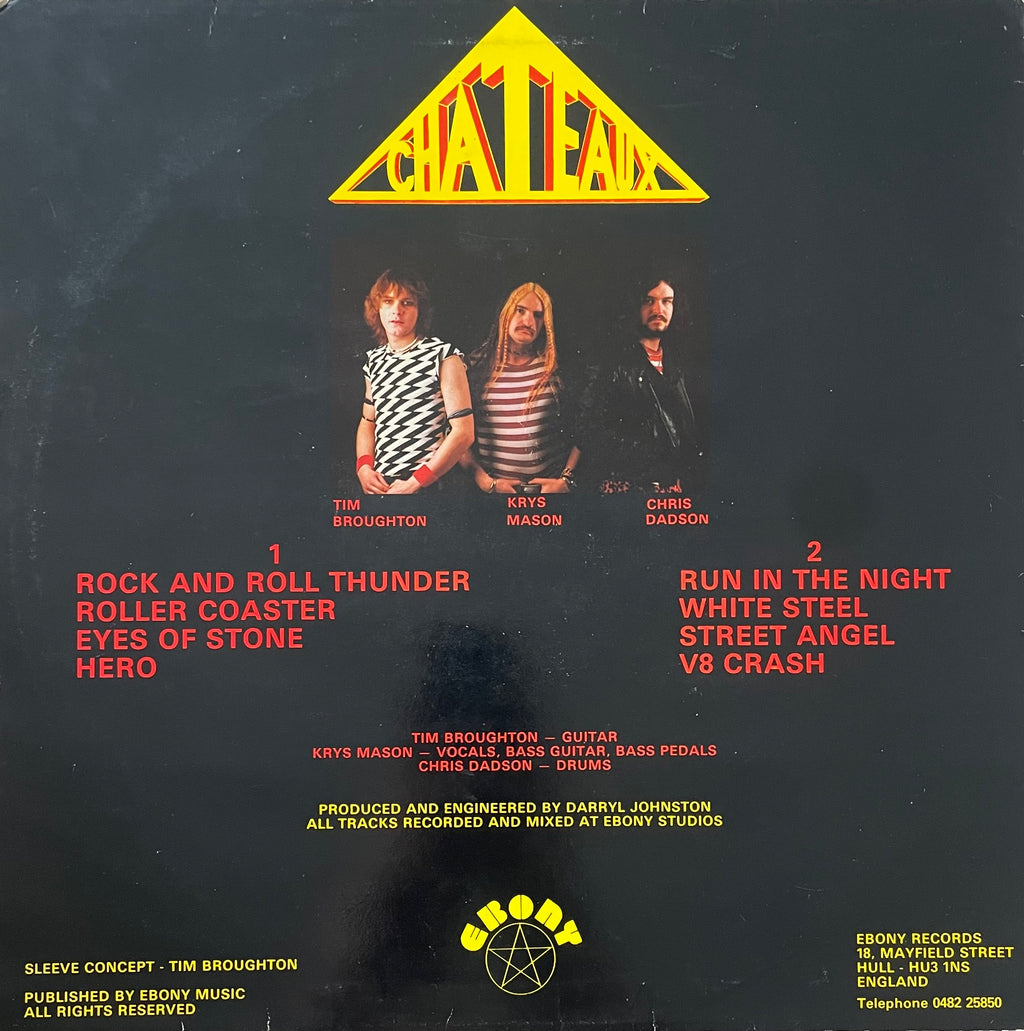 CHATEAUX
TIM
BROUGHTON
KRYS
MASON
CHRIS
DADSON
1
ROCK AND ROLL THUNDER
ROLLER COASTER
EYES OF STONE
HERO
2
RUN IN THE NIGHT
WHITE STEEL
STREET ANGEL
V8 CRASH
TIM BROUGHTON — GUITAR
KRYS MASON — VOCALS, BASS GUITAR, BASS PEDALS
CHRIS DADSON — DRUMS
PRODUCED AND ENGINEERED BY DARRYL JOHNSTON
ALL TRACKS RECORDED AND MIXED AT EBONY STUDIOS
EBONY
SLEEVE CONCEPT - TIM BROUGHTON
PUBLISHED BY EBONY MUSIC
ALL RIGHTS RESERVED
EBONY RECORDS
18, MAYFIELD STREET
HULL - HU3 1NS
ENGLAND
Telephone 0482 25850